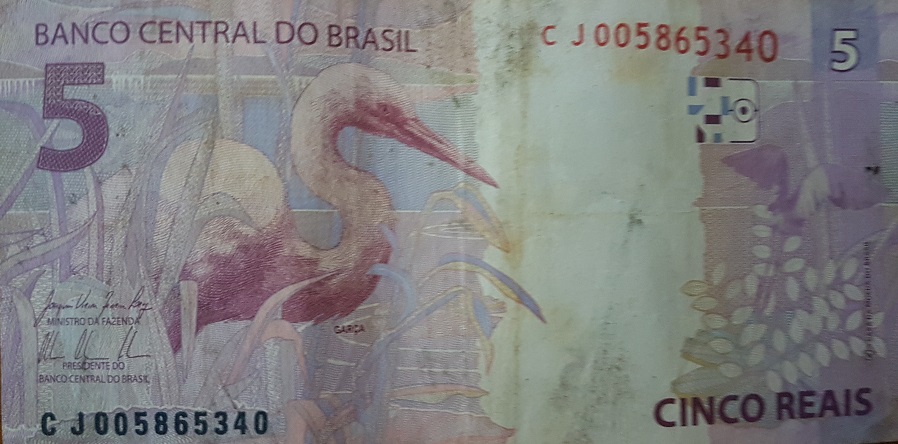 BANCO CENTRAL DO BRASIL
C J 005865340
5
5
MINISTRO DA FAZENDA
PRESIDENTE DO
BANCO CENTRAL DO BRASIL
GARÇA
C J 005865340
CINCO REAIS